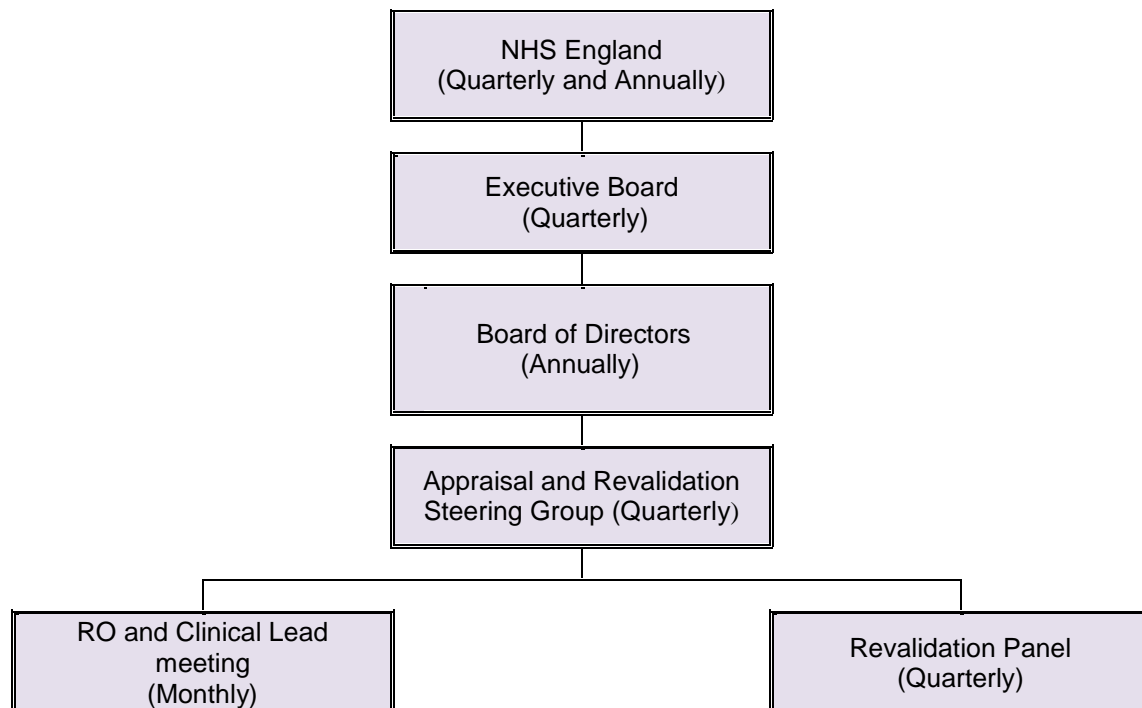 NHS England
(Quarterly and Annually)
Executive Board
(Quarterly)
Board of Directors
(Annually)
Appraisal and Revalidation
Steering Group (Quarterly)
RO and Clinical Lead
meeting
(Monthly)
Revalidation Panel
(Quarterly)